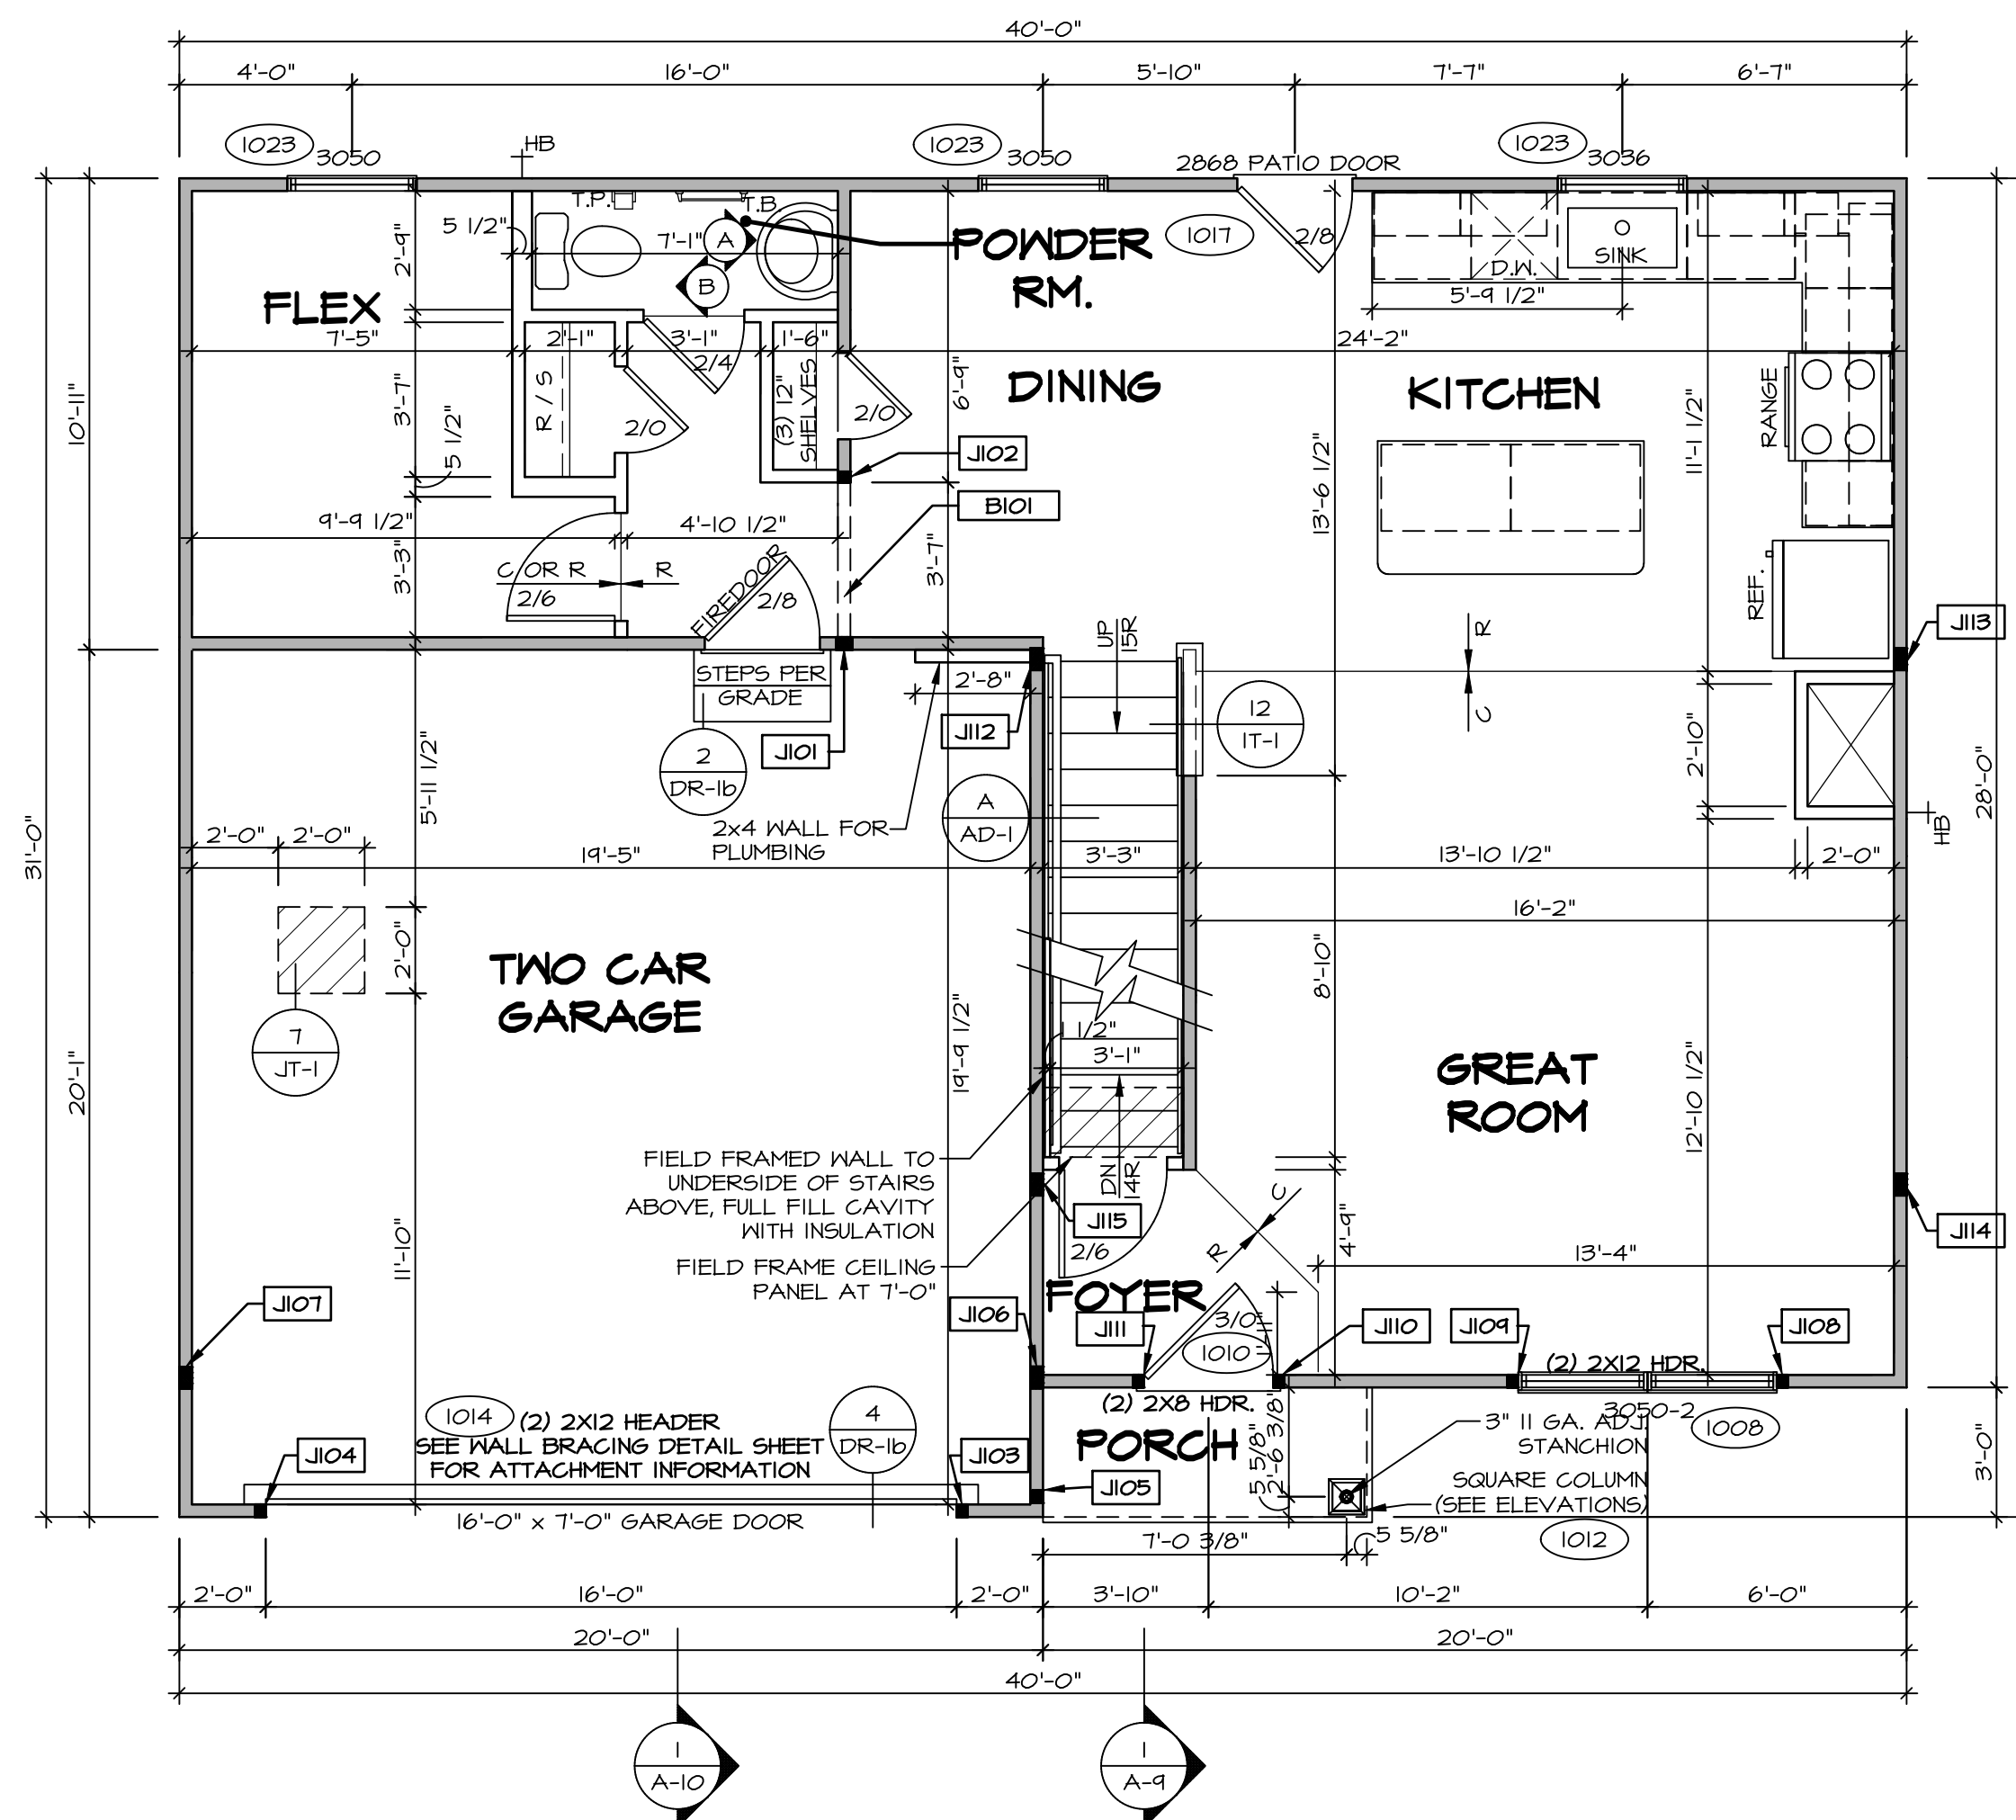 40'-0"
4'-0" 16'-0" 5'-10" 7'-7" 6'-7"
1023 3050 HB 1023 3050 2868 PATIO DOOR 1023 3036
T.P. T.B.
5 1/2" 7'-1" A POWDER 1017 2/8 SINK
2'-9" D.W.
B RM.
FLEX 5'-9 1/2"
7'-5" 2'-1" 3'-1" 1'-6" 24'-2"
2/4
10'-11" 3'-7" R / S (3) 12" 6'-9" DINING KITCHEN 11'-1 1/2" RANGE
SHELVES
5 1/2" 2/0 2/0
J102
13'-6 1/2"
B101
9'-9 1/2" 4'-10 1/2"
3'-3" 3'-7"
C OR R R FIREDOOR REF.
2/6 2/8
UP R J113
15R
STEPS PER
GRADE 2'-8"
C
J112 12
IT-1
2 J101
DR-1b 2'-10" 28'-0"
5'-11 1/2"
A
AD-1
2x4 WALL FOR
PLUMBING
HB
31'-0" 2'-0" 2'-0"
19'-5" 3'-3" 13'-10 1/2" 2'-0"
16'-2"
2'-0" TWO CAR 8'-10"
GARAGE
19'-9 1/2"
7 1 1/2"
JT-1 3'-1" GREAT
20'-1" ROOM 12'-10 1/2"
FIELD FRAMED WALL TO
UNDERSIDE OF STAIRS
ABOVE, FULL FILL CAVITY
WITH INSULATION
DN
14R
C
J115 J114
4'-9"
11'-10" R
2/6 13'-4"
FIELD FRAME CEILING
PANEL AT 7'-0"
FOYER
J107 J106 J111 3/0 1'-11" J110 J109 J108
1010
(2) 2X12 HDR.
(2) 2X8 HDR.
1014 (2) 2X12 HEADER
SEE WALL BRACING DETAIL SHEET
FOR ATTACHMENT INFORMATION
4
DR-1b
3050-2 1008
3" 11 GA. ADJ.
STANCHION
PORCH
J104 J103 J105
5 5/8" 2'-6 3/8"
SQUARE COLUMN
(SEE ELEVATIONS)
3'-0"
1012
16'-0" x 7'-0" GARAGE DOOR
7'-0 3/8" 5 5/8"
2'-0" 16'-0" 2'-0" 3'-10" 10'-2" 6'-0"
20'-0" 20'-0"
40'-0"
1 1
A-10 A-9